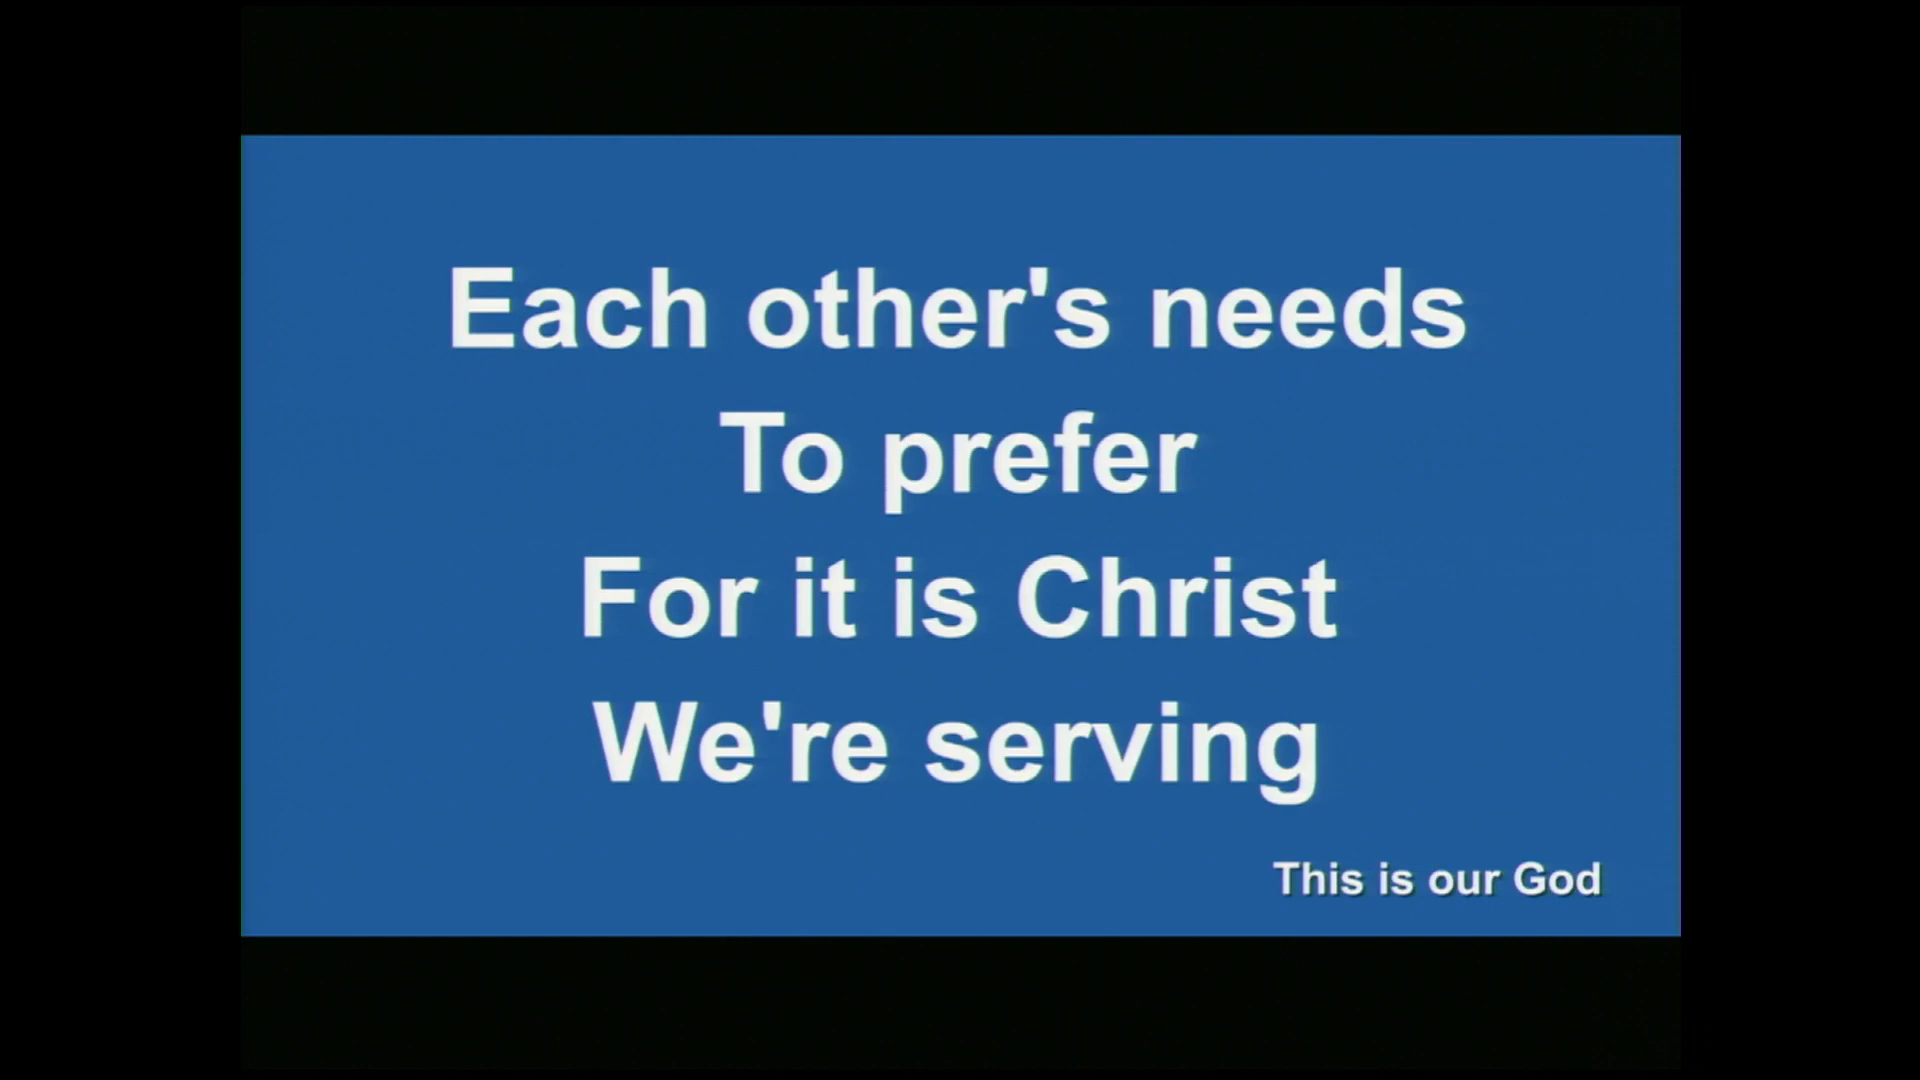 Each other's needs
To prefer
For it is Christ
We're serving
This is our God